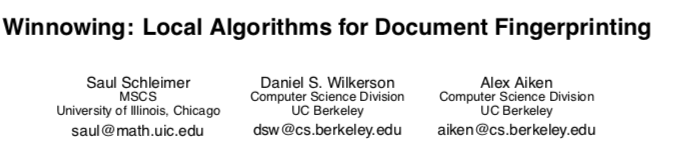 Winnowing: Local Algorithms for Document Fingerprinting
Saul Schleimer
MSCS
University of Illinois, Chicago
saul@math.uic.edu
Daniel S. Wilkerson
Computer Science Division
UC Berkeley
dsw@cs.berkeley.edu
Alex Aiken
Computer Science Division
UC Berkeley
aiken@cs.berkeley.edu